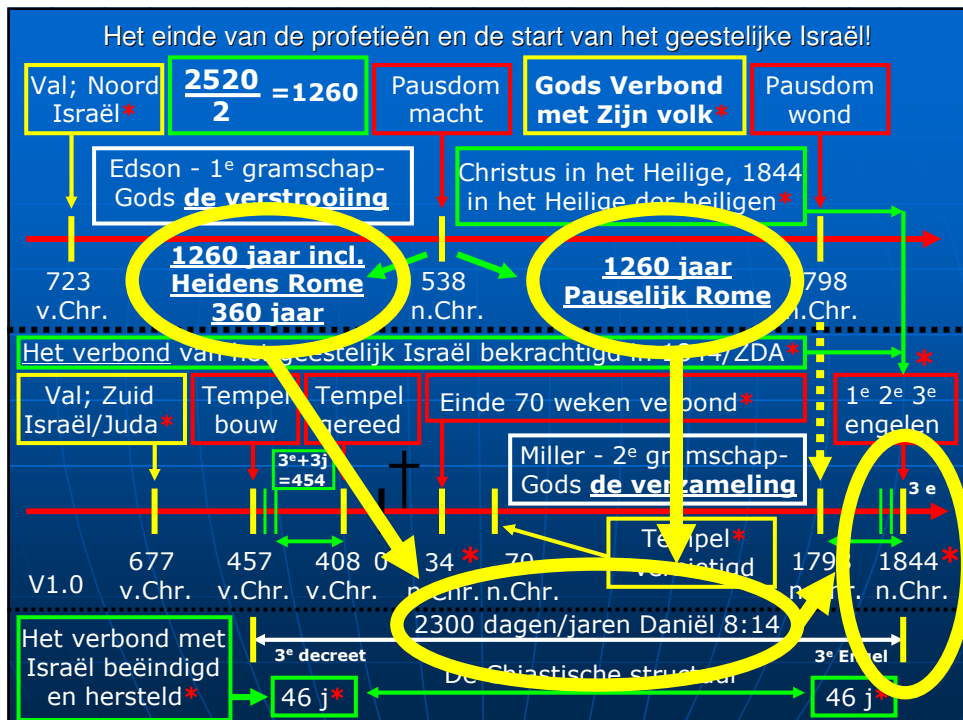 Het einde van de profetieën en de start van het geestelijke Israël!
Val; Noord
Israël*
2520
2
=1260
Pausdom
macht
Gods Verbond
met Zijn volk*
Pausdom
wond
Edson - 1e gramschap-
Gods de verstrooiing
Christus in het Heilige, 1844
in het Heilige der heiligen*
1260 jaar incl.
Heidens Rome
360 jaar
1260 jaar
Pauselijk Rome
723
v.Chr.
538
n.Chr.
1798
n.Chr.
Het verbond van het geestelijk Israël bekrachtigd in 1844/ZDA*
*
Val; Zuid
Israël/Juda*
Tempel
bouw
Tempel
gereed
Einde 70 weken verbond*
1e 2e 3e
engelen
3e+3j
=454
Miller - 2e gramschap-
Gods de verzameling
3 e
Tempel*
vernietigd
677
v.Chr.
457
v.Chr.
408
v.Chr.
0
34 *
n.Chr.
70
n.Chr.
1798
n.Chr.
1844*
n.Chr.
V1.0
2300 dagen/jaren Daniël 8:14
Het verbond met
Israël beëindigd
en hersteld*
3e decreet
3e Engel
De Chiastische structuur
46 j*
46 j*